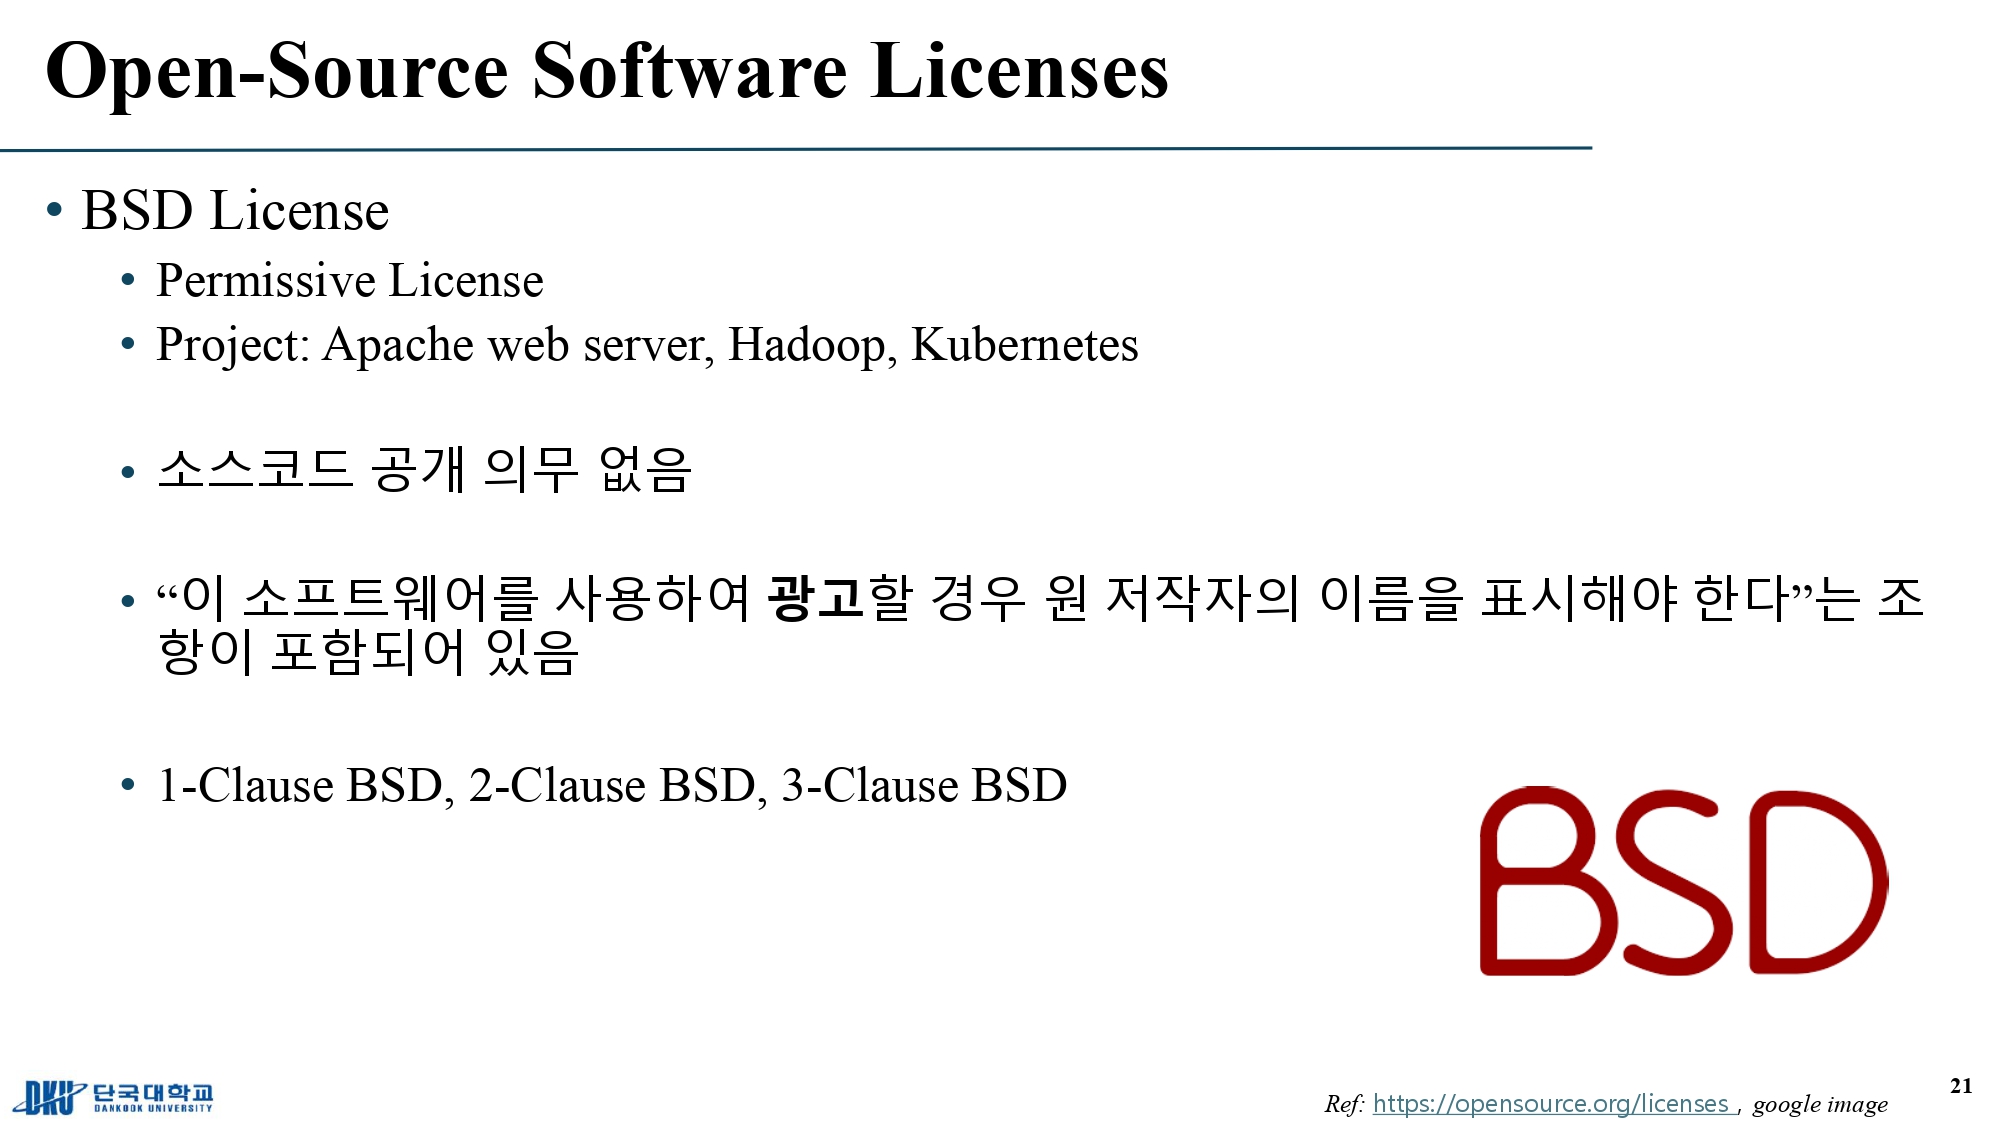 Open-Source Software Licenses
• BSD License
• Permissive License
• Project: Apache web server, Hadoop, Kubernetes
• 소스코드 공개 의무 없음
• “이 소프트웨어를 사용하여 광고할 경우 원 저작자의 이름을 표시해야 한다”는 조
항이 포함되어 있음
• 1-Clause BSD, 2-Clause BSD, 3-Clause BSD
BSD
DKU 단국대학교
DANKOOK UNIVERSITY
Ref: https://opensource.org/licenses , google image
21